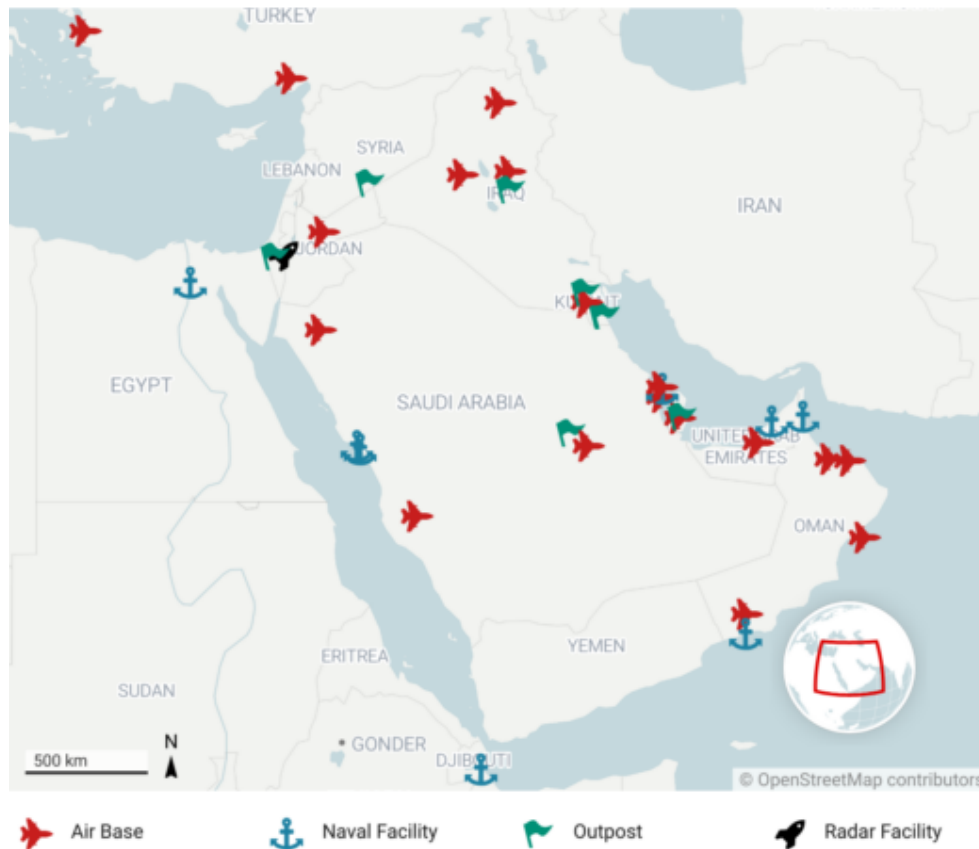 TURKEY
SYRIA
LEBANON
IRAQ
IRAN
JORDAN
KUWAIT
EGYPT
SAUDI ARABIA
UNITED ARAB
EMIRATES
OMAN
YEMEN
ERITREA
SUDAN
GONDER
DJIBOUTI
500 km
N
© OpenStreetMap contributors
Air Base
Naval Facility
Outpost
Radar Facility